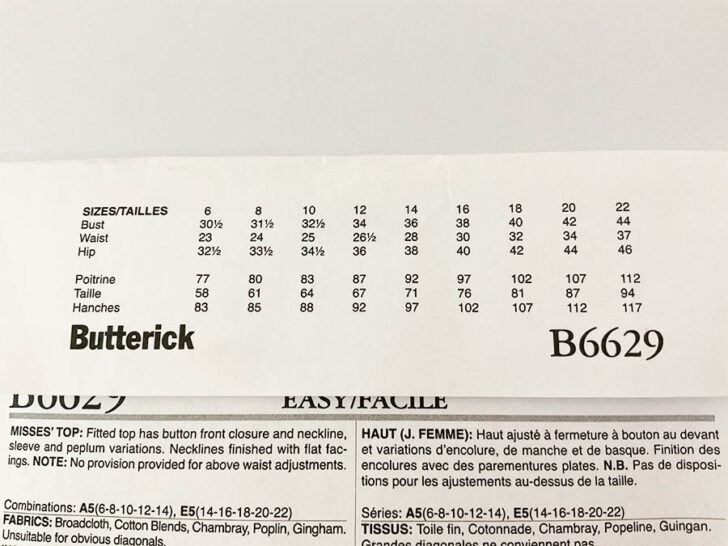 SIZES/TAILLES 6 8 10 12 14 16 18 20 22
Bust 30½ 31½ 32½ 34 36 38 40 42 44
Waist 23 24 25 26½ 28 30 32 34 37
Hip 32½ 33½ 34½ 36 38 40 42 44 46
Poitrine 77 80 83 87 92 97 102 107 112
Taille 58 61 64 67 71 76 81 87 94
Hanches 83 85 88 92 97 102 107 112 117
Butterick B6629
B6629 EASY/FACILE
MISSES' TOP: Fitted top has button front closure and neckline,
sleeve and peplum variations. Necklines finished with flat fac-
ings. NOTE: No provision provided for above waist adjustments.
Combinations: A5(6-8-10-12-14), E5(14-16-18-20-22)
FABRICS: Broadcloth, Cotton Blends, Chambray, Poplin, Gingham.
Unsuitable for obvious diagonals.
HAUT (J. FEMME): Haut ajusté à fermeture à bouton au devant
et variations d'encolure, de manche et de basque. Finition des
encolures avec des parementures plates. N.B. Pas de disposi-
tions pour les ajustements au-dessus de la taille.
Séries: A5(6-8-10-12-14), E5(14-16-18-20-22)
TISSUS: Toile fin, Cotonnade, Chambray, Popeline, Guingan.
Grandes diagonales ne conviennent pas.